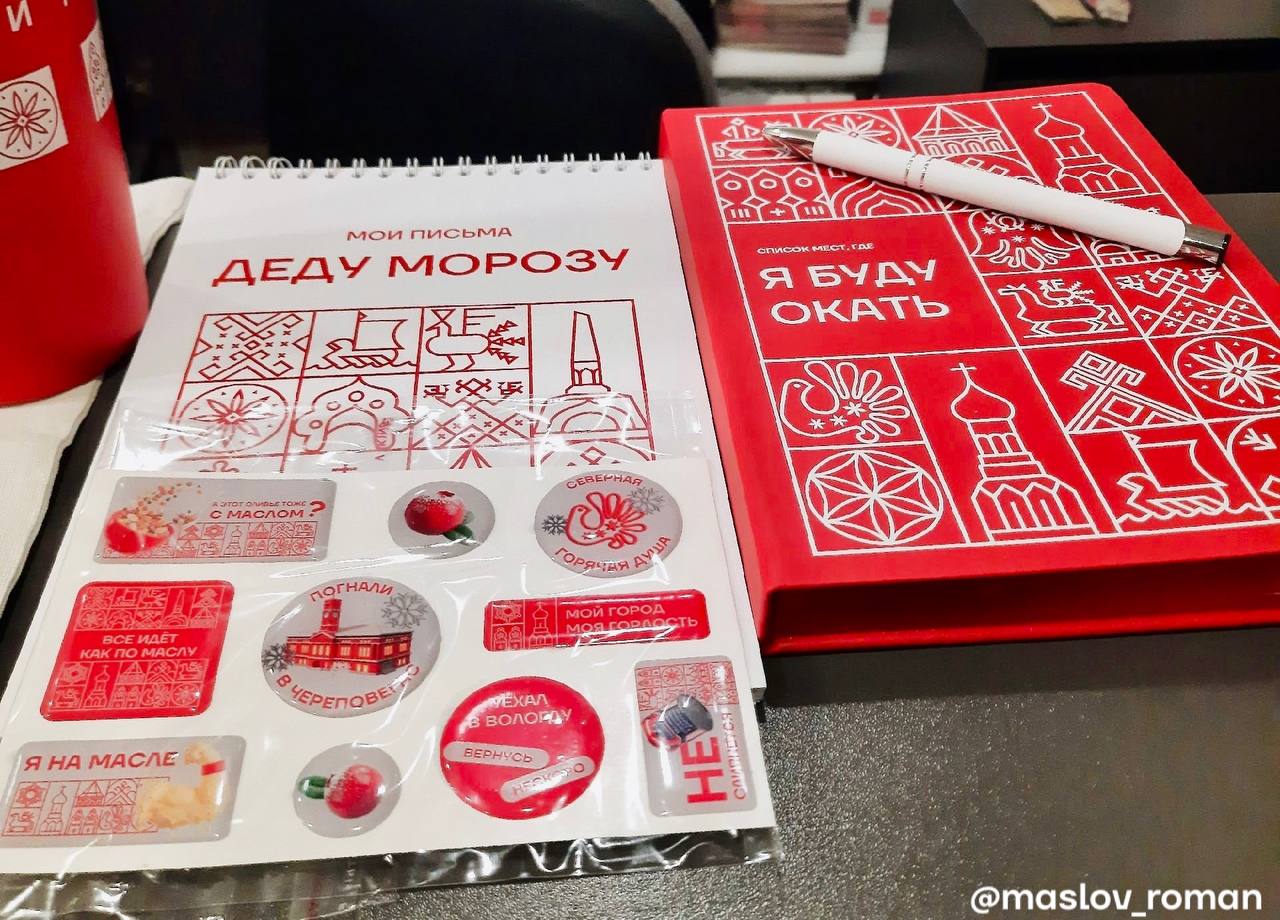 И
МОИ ПИСЬМА
ДЕДУ МОРОЗУ
СПИСОК МЕСТ, ГДЕ
Я БУДУ
ОКАТЬ
А ЭТОТ ОЛИВЬЕ ТОЖЕ
С МАСЛОМ?
СЕВЕРНАЯ
ГОРЯЧАЯ ДУША
ВСЕ ИДЁТ
КАК ПО МАСЛУ
ПОГНАЛИ
В ЧЕРЕПОВЕЦ
МОЙ ГОРОД
МОЯ ГОРДОСТЬ
Я НА МАСЛЕ
УЕХАЛ
В ВОЛОГДУ
ВЕРНУСЬ
НЕСКОРО
НЕ
@maslov_roman